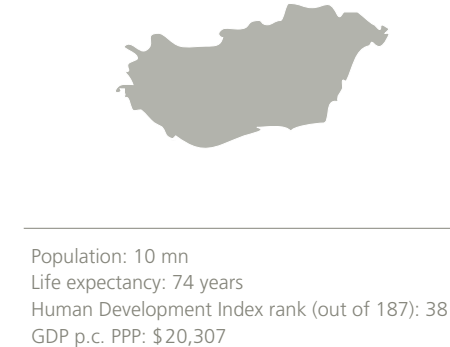 Population: 10 mn
Life expectancy: 74 years
Human Development Index rank (out of 187): 38
GDP p.c. PPP: $20,307